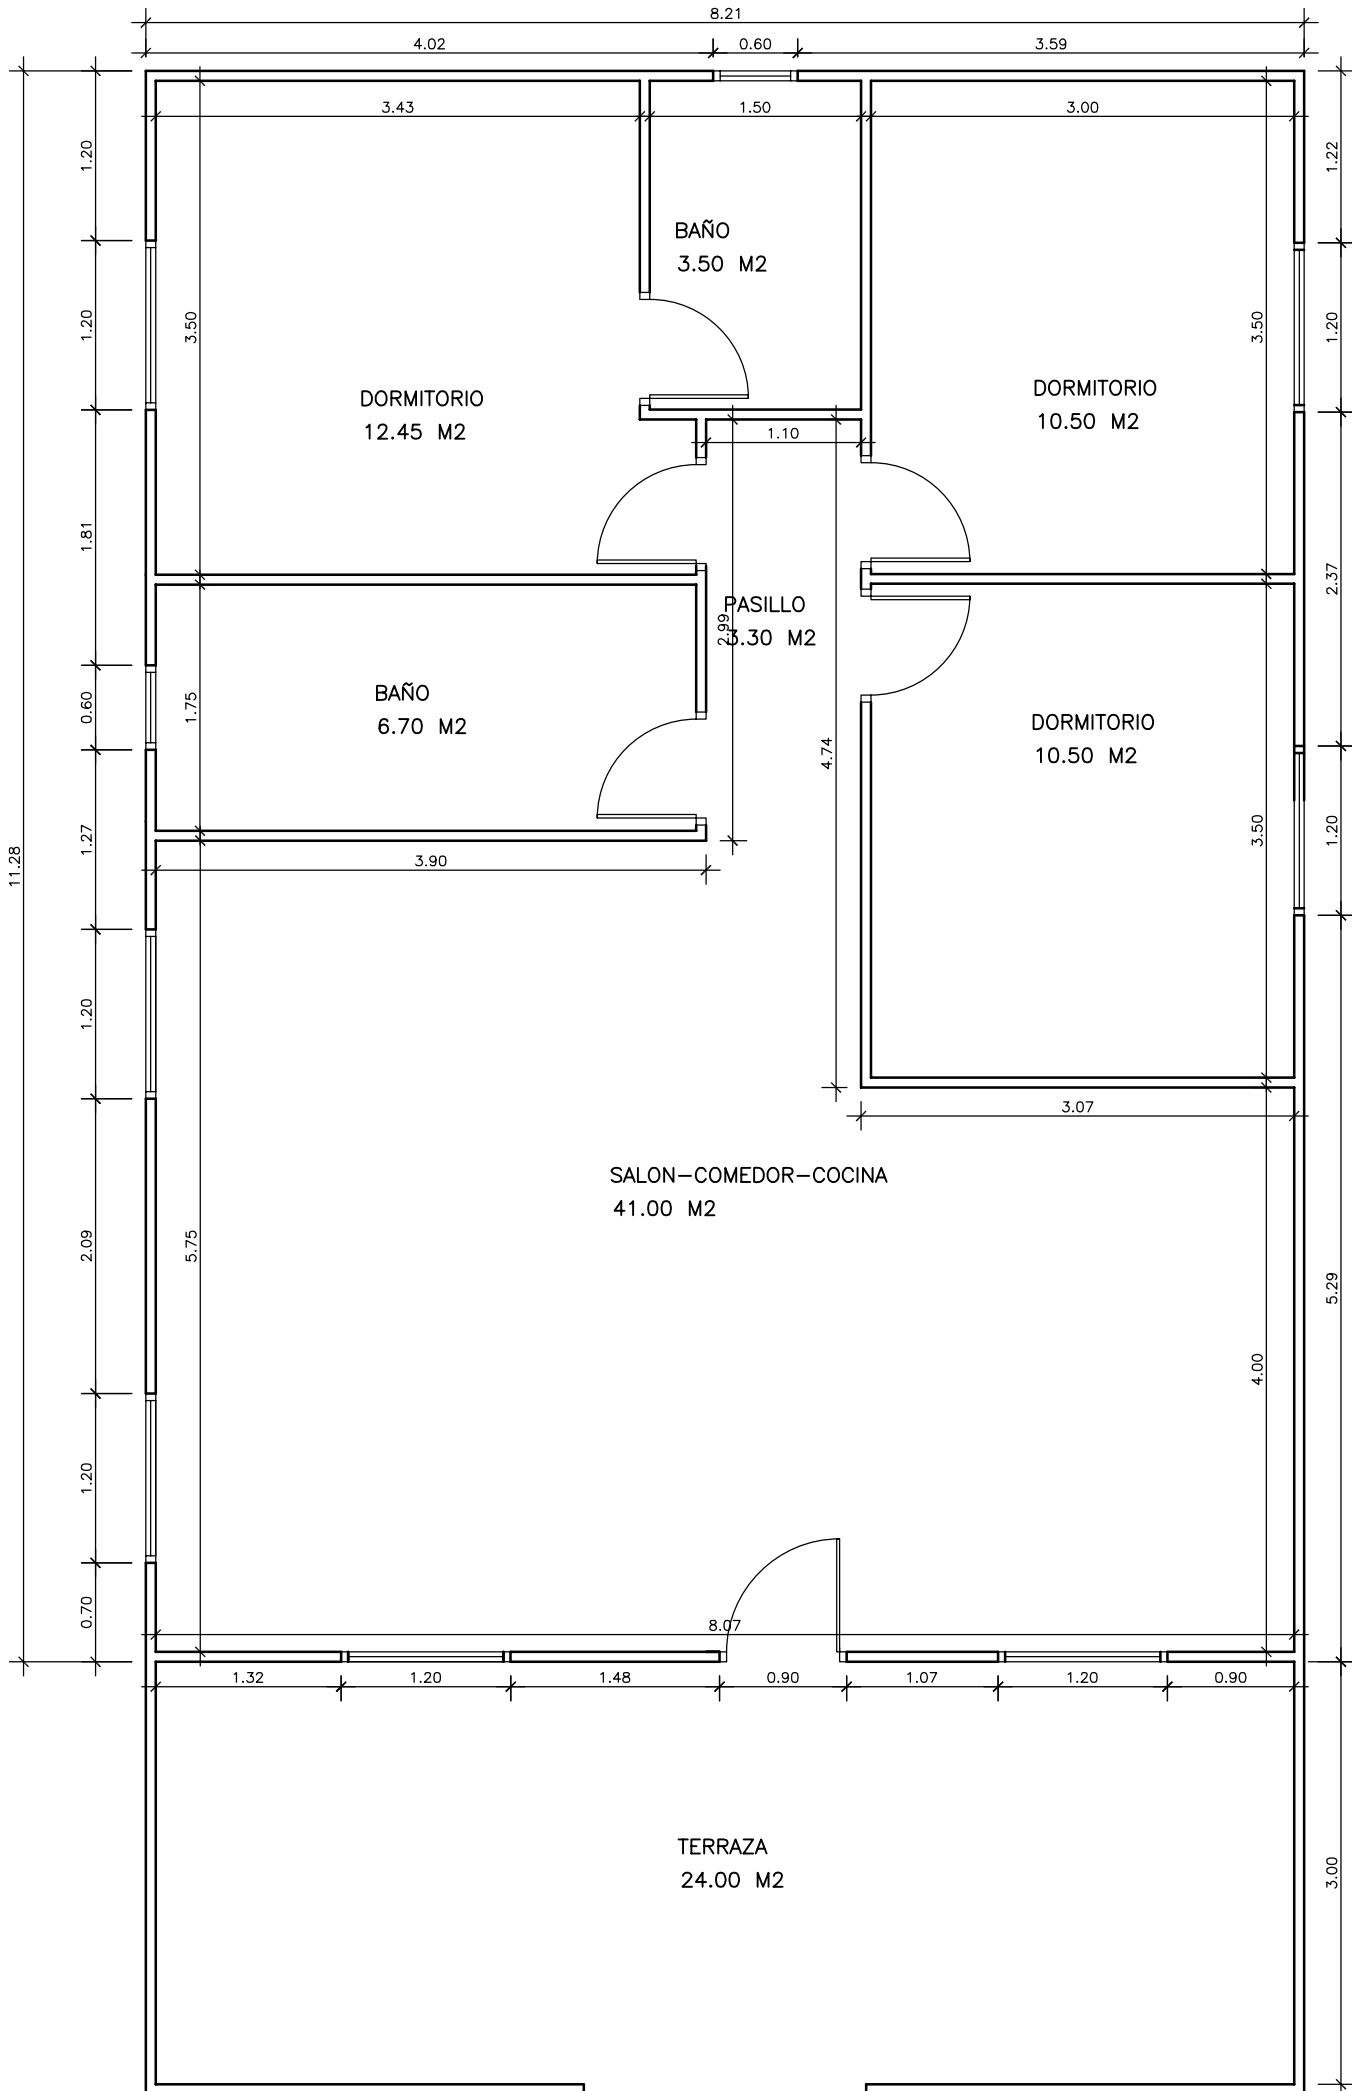 8.21
4.02
0.60
3.59
3.43
1.50
3.00
1.20
1.22
BAÑO
3.50 M2
1.20
3.50
3.50
1.20
DORMITORIO
12.45 M2
DORMITORIO
10.50 M2
1.10
1.81
2.37
PASILLO
3.30 M2
2.99
BAÑO
6.70 M2
0.60
1.75
DORMITORIO
10.50 M2
4.74
1.27
3.50
1.20
11.28
3.90
1.20
3.07
SALON-COMEDOR-COCINA
41.00 M2
2.09
5.75
5.29
4.00
1.20
0.70
8.07
1.32
1.20
1.48
0.90
1.07
1.20
0.90
TERRAZA
24.00 M2
3.00